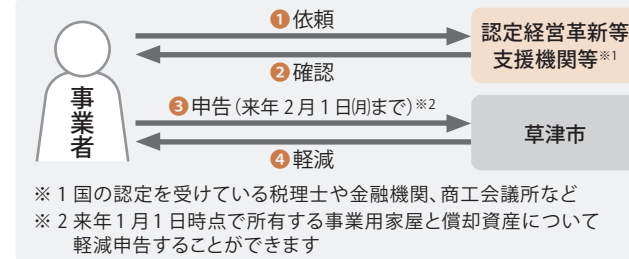 ❶依頼
認定経営革新等
支援機関等※1
❷確認
事業者
❸申告(来年2月1日㈪まで)※2
草津市
❹軽減
※1 国の認定を受けている税理士や金融機関、商工会議所など
※2 来年1月1日時点で所有する事業用家屋と償却資産について
軽減申告することができます